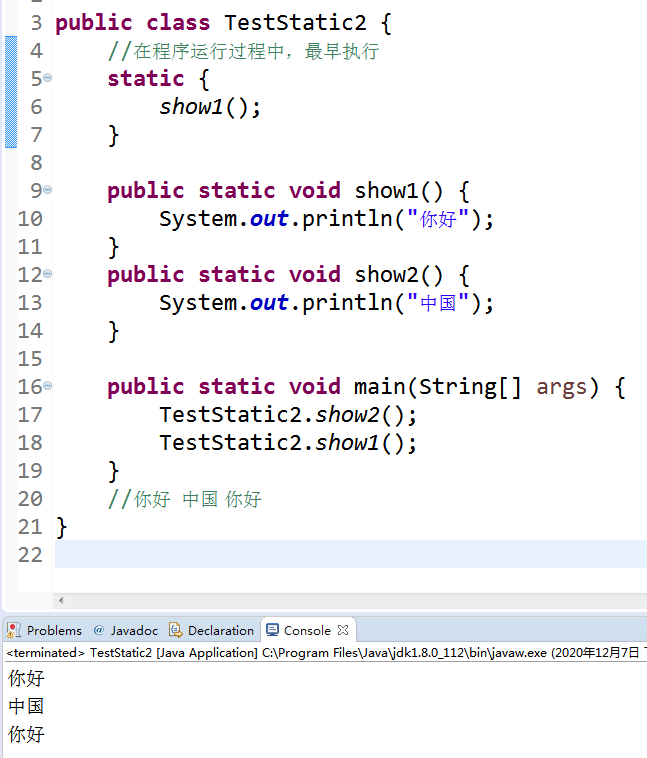 3 public class TestStatic2 {
4 //在程序运行过程中，最早执行
5 static {
6 show1();
7 }
8
9 public static void show1() {
10 System.out.println("你好");
11 }
12 public static void show2() {
13 System.out.println("中国");
14 }
15
16 public static void main(String[] args) {
17 TestStatic2.show2();
18 TestStatic2.show1();
19 }
20 //你好 中国 你好
21 }
22
Problems @ Javadoc Declaration Console
<terminated> TestStatic2 [Java Application] C:\Program Files\Java\jdk1.8.0_112\bin\javaw.exe (2020年12月7日
你好
中国
你好